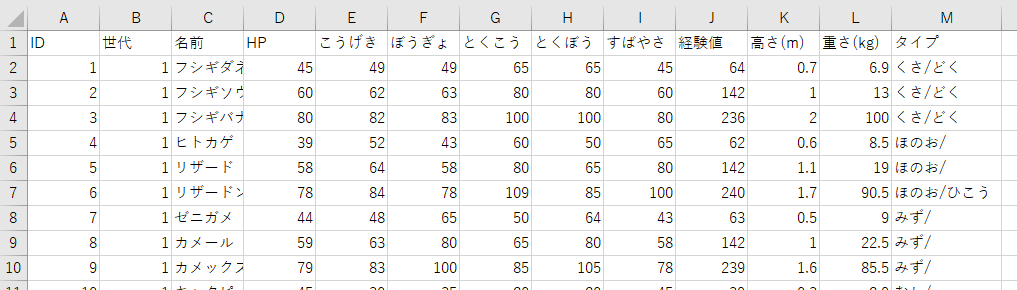 A B C D E F G H I J K L M
1 ID 世代 名前 HP こうげき ぼうぎょ とくこう とくぼう すばやさ 経験値 高さ(m) 重さ(kg) タイプ
2 1 1 フシギダネ 45 49 49 65 65 45 64 0.7 6.9 くさ/どく
3 2 1 フシギソウ 60 62 63 80 80 60 142 1 13 くさ/どく
4 3 1 フシギバナ 80 82 83 100 100 80 236 2 100 くさ/どく
5 4 1 ヒトカゲ 39 52 43 60 50 65 62 0.6 8.5 ほのお/
6 5 1 リザード 58 64 58 80 65 80 142 1.1 19 ほのお/
7 6 1 リザードン 78 84 78 109 85 100 240 1.7 90.5 ほのお/ひこう
8 7 1 ゼニガメ 44 48 65 50 64 43 63 0.5 9 みず/
9 8 1 カメール 59 63 80 65 80 58 142 1 22.5 みず/
10 9 1 カメックス 79 83 100 85 105 78 239 1.6 85.5 みず/